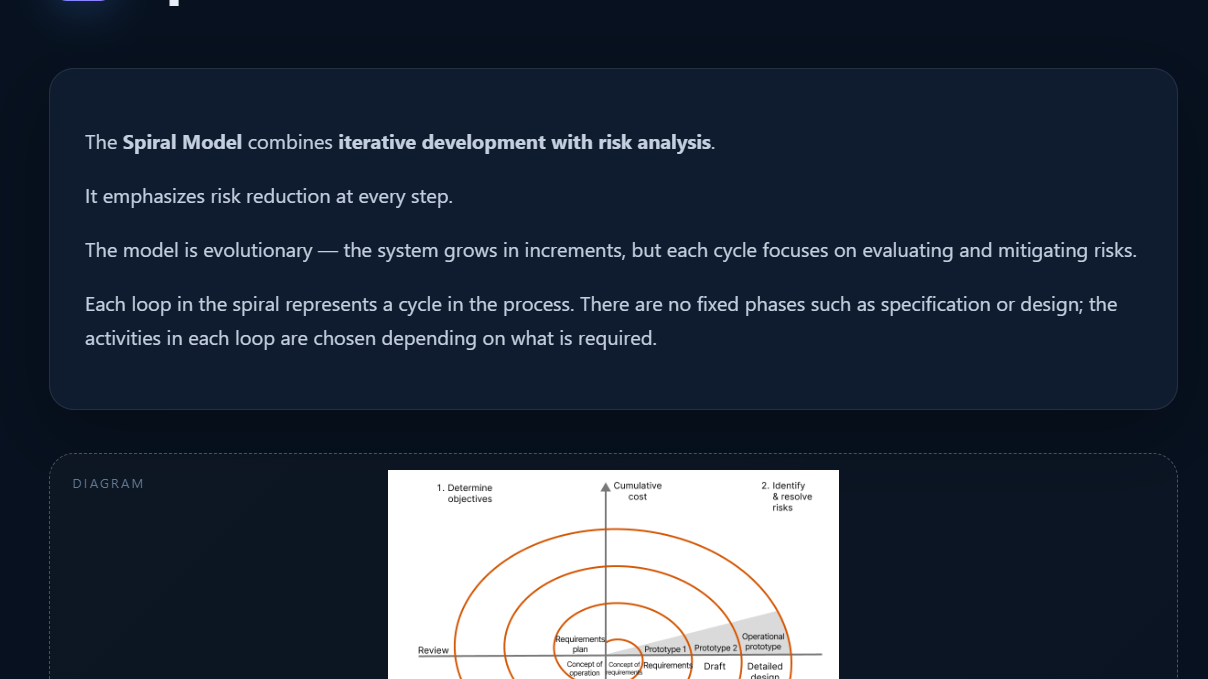 The Spiral Model combines iterative development with risk analysis.
It emphasizes risk reduction at every step.
The model is evolutionary — the system grows in increments, but each cycle focuses on evaluating and mitigating risks.
Each loop in the spiral represents a cycle in the process. There are no fixed phases such as specification or design; the
activities in each loop are chosen depending on what is required.
DIAGRAM
1. Determine
objectives
Cumulative
cost
2. Identify
& resolve
risks
Review
Requirements
plan
Prototype 1
Prototype 2
Operational
prototype
Concept of
operation
Concept of
requirements
Requirements
Draft
Detailed
design